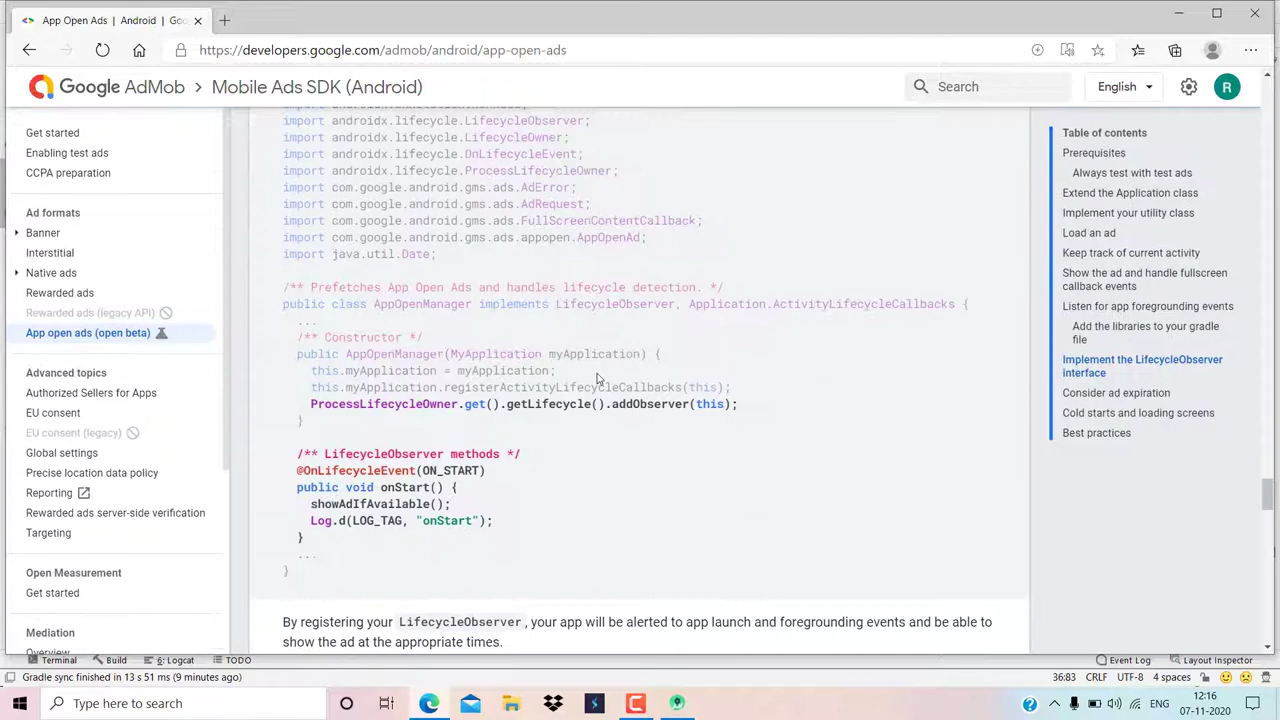 App Open Ads | Android | Goo
https://developers.google.com/admob/android/app-open-ads
Google AdMob > Mobile Ads SDK (Android)
Search
English
R
Get started
Enabling test ads
CCPA preparation
Ad formats
Banner
Interstitial
Native ads
Rewarded ads
Rewarded ads (legacy API)
App open ads (open beta)
Advanced topics
Authorized Sellers for Apps
EU consent
EU consent (legacy)
Global settings
Precise location data policy
Reporting
Rewarded ads server-side verification
Targeting
Open Measurement
Get started
Mediation
Overview
import androidx.lifecycle.LifecycleObserver;
import androidx.lifecycle.LifecycleOwner;
import androidx.lifecycle.OnLifecycleEvent;
import androidx.lifecycle.ProcessLifecycleOwner;
import com.google.android.gms.ads.AdError;
import com.google.android.gms.ads.AdRequest;
import com.google.android.gms.ads.FullScreenContentCallback;
import com.google.android.gms.ads.appopen.AppOpenAd;
import java.util.Date;
/** Prefetches App Open Ads and handles lifecycle detection. */
public class AppOpenManager implements LifecycleObserver, Application.ActivityLifecycleCallbacks {
...
/** Constructor */
public AppOpenManager(MyApplication myApplication) {
this.myApplication = myApplication;
this.myApplication.registerActivityLifecycleCallbacks(this);
ProcessLifecycleOwner.get().getLifecycle().addObserver(this);
}
/** LifecycleObserver methods */
@OnLifecycleEvent(ON_START)
public void onStart() {
showAdIfAvailable();
Log.d(LOG_TAG, "onStart");
}
...
}
By registering your LifecycleObserver, your app will be alerted to app launch and foregrounding events and be able to
show the ad at the appropriate times.
Table of contents
Prerequisites
Always test with test ads
Extend the Application class
Implement your utility class
Load an ad
Keep track of current activity
Show the ad and handle fullscreen
callback events
Listen for app foregrounding events
Add the libraries to your gradle
file
Implement the LifecycleObserver
interface
Consider ad expiration
Cold starts and loading screens
Best practices
Terminal
Build
6: Logcat
TODO
Event Log
Layout Inspector
Gradle sync finished in 13 s 51 ms (9 minutes ago)
36:83
CRLF
UTF-8
4 spaces
Type here to search
ENG
12:16
07-11-2020